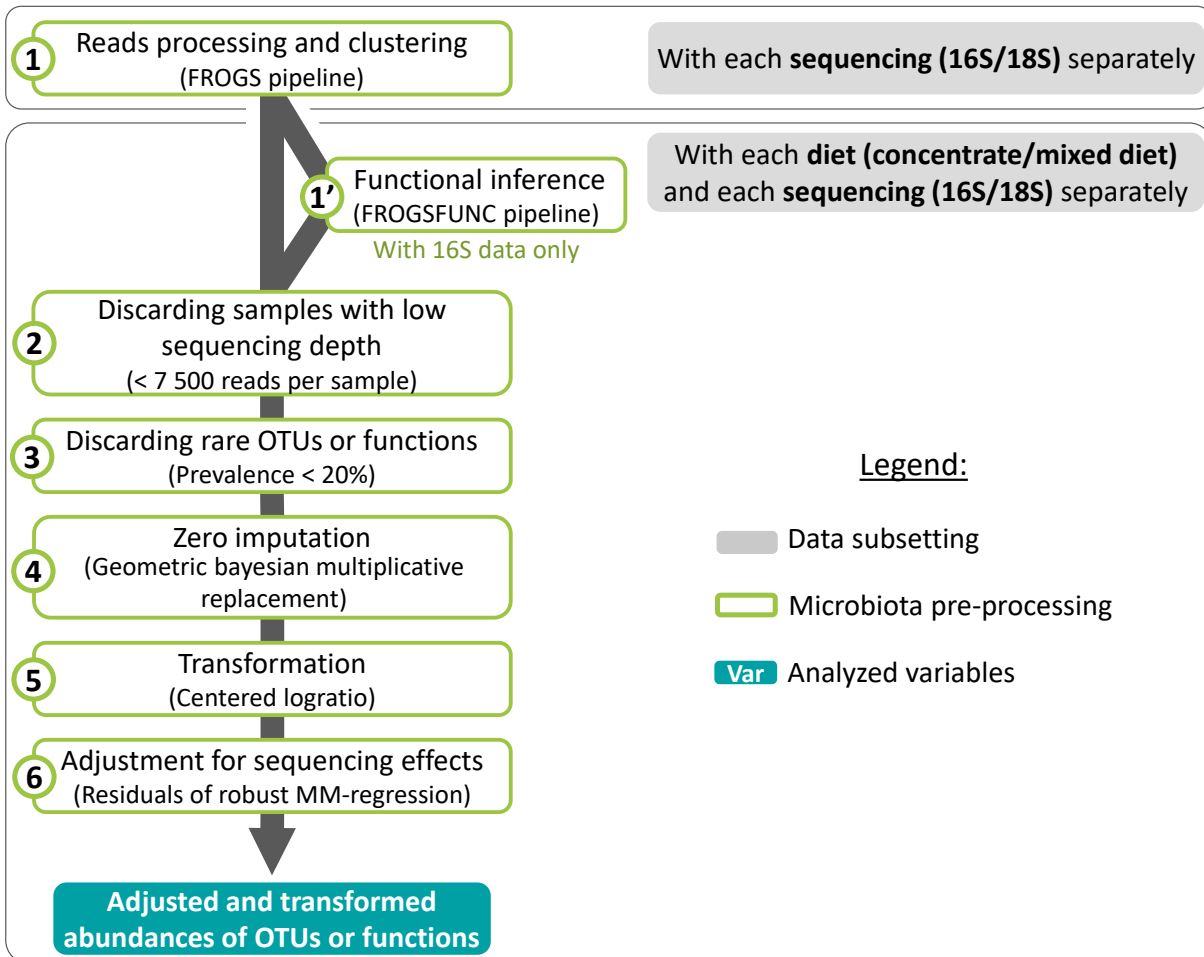 1
Reads processing and clustering
(FROGS pipeline)
With each sequencing (16S/18S) separately
With each diet (concentrate/mixed diet)
and each sequencing (16S/18S) separately
1’
Functional inference
(FROGSFUNC pipeline)
With 16S data only
2
Discarding samples with low
sequencing depth
(< 7 500 reads per sample)
3
Discarding rare OTUs or functions
(Prevalence < 20%)
4
Zero imputation
(Geometric bayesian multiplicative
replacement)
5
Transformation
(Centered logratio)
6
Adjustment for sequencing effects
(Residuals of robust MM-regression)
Adjusted and transformed
abundances of OTUs or functions
Legend:
Data subsetting
Microbiota pre-processing
Var Analyzed variables